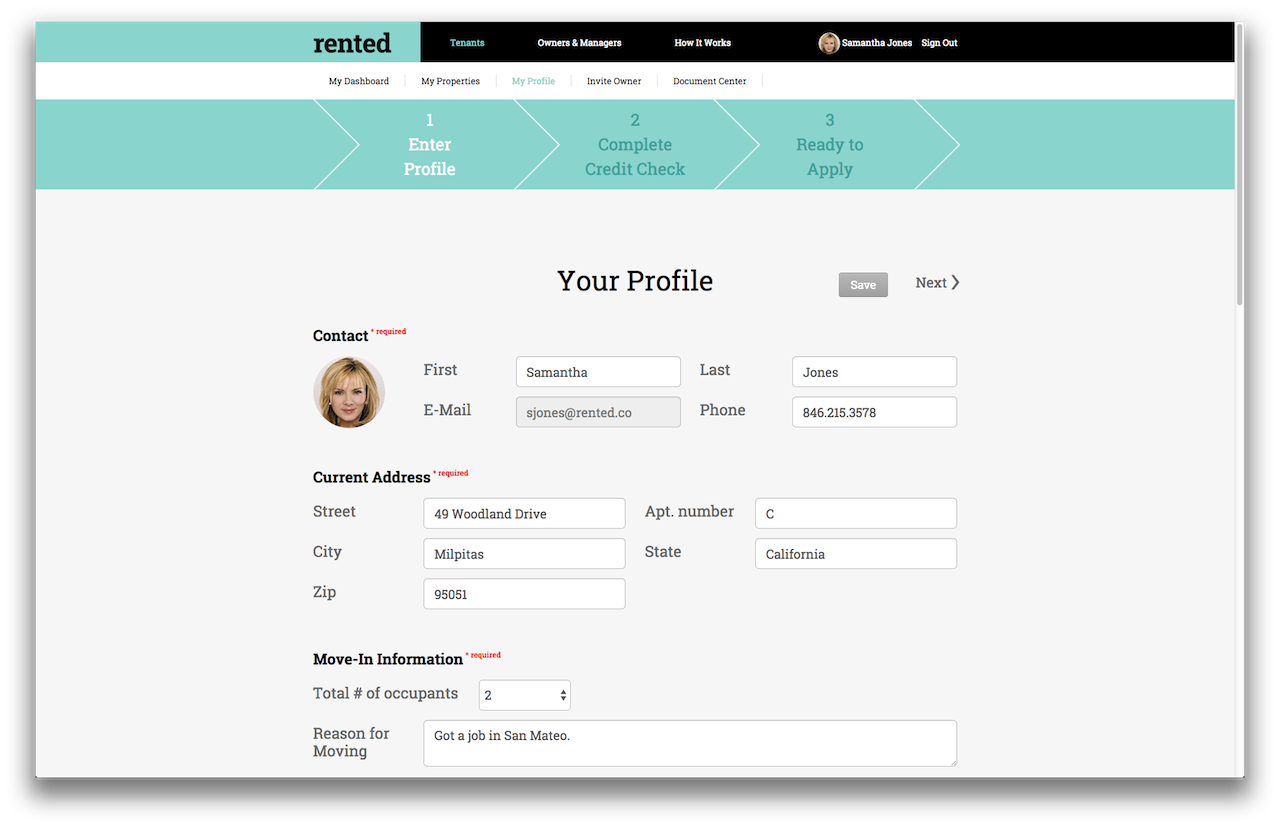 rented
Tenants Owners & Managers How It Works Samantha Jones Sign Out
My Dashboard My Properties My Profile Invite Owner Document Center
1
Enter
Profile
2
Complete
Credit Check
3
Ready to
Apply
Your Profile
Save
Next
Contact * required
First Samantha Last Jones
E-Mail sjones@rented.co Phone 846.215.3578
Current Address * required
Street 49 Woodland Drive Apt. number C
City Milpitas State California
Zip 95051
Move-In Information * required
Total # of occupants 2
Reason for
Moving
Got a job in San Mateo.